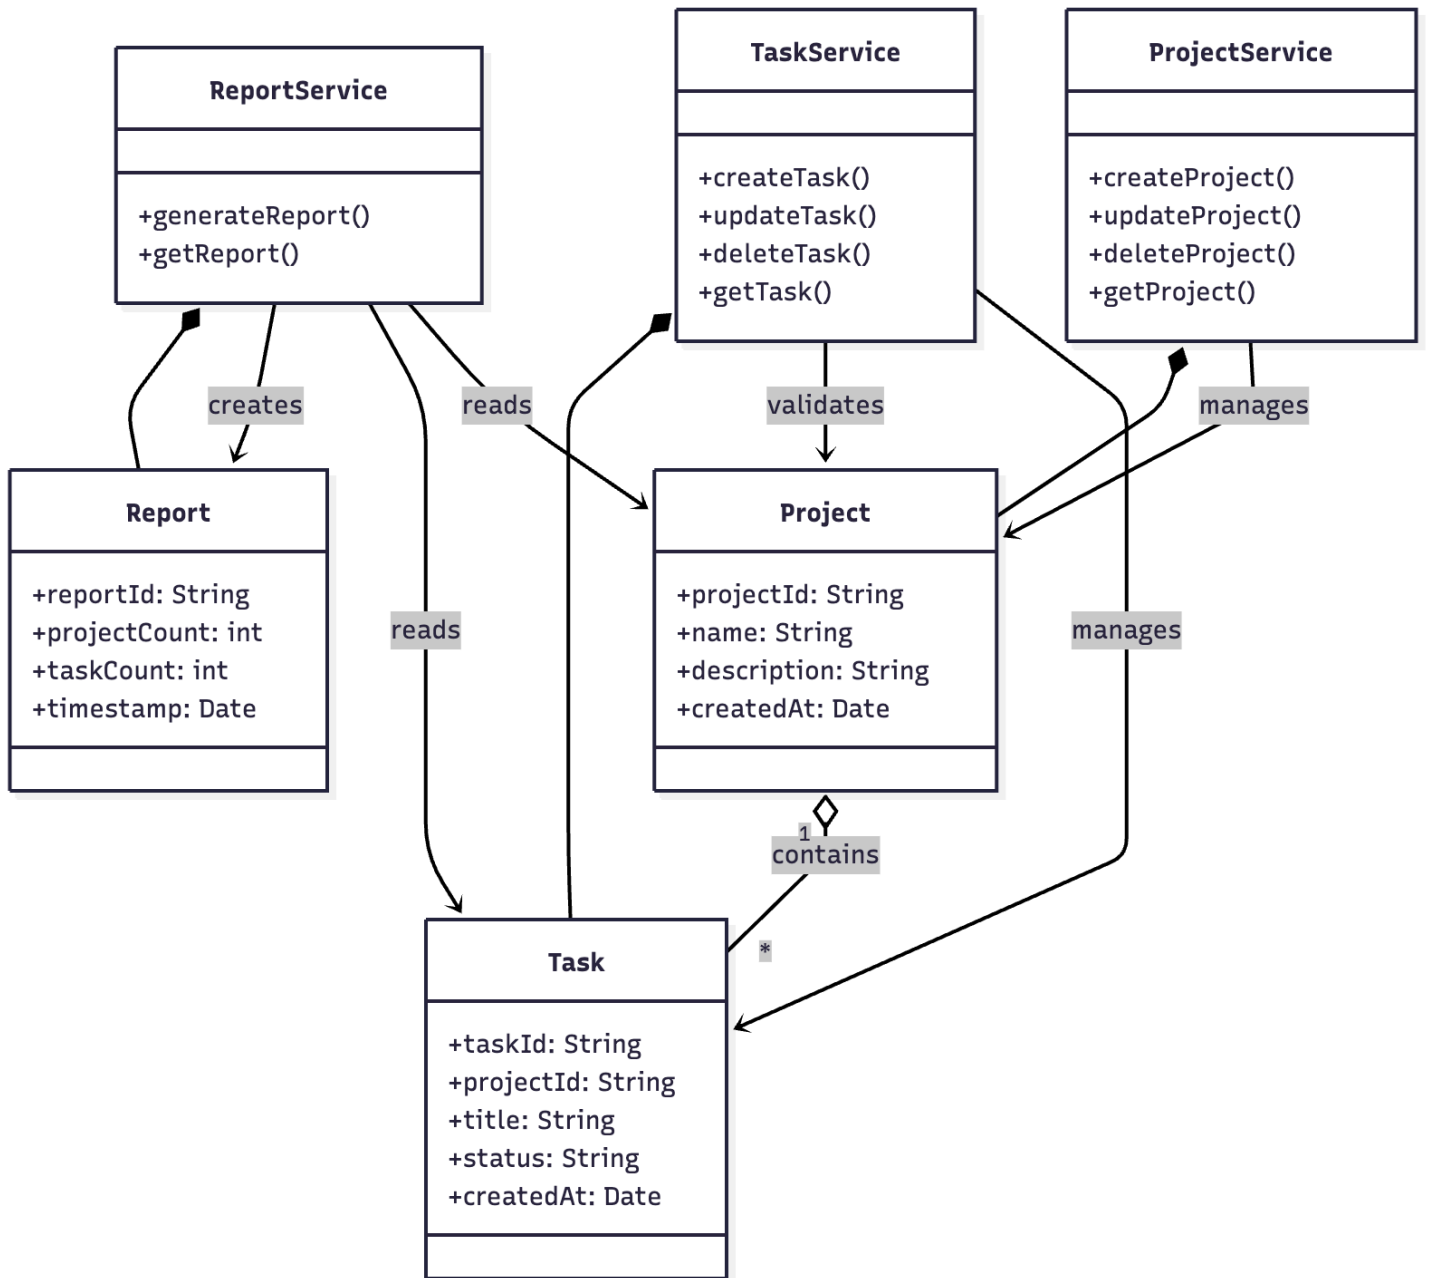 ReportService
+generateReport()
+getReport()
TaskService
+createTask()
+updateTask()
+deleteTask()
+getTask()
ProjectService
+createProject()
+updateProject()
+deleteProject()
+getProject()
creates
reads
validates
manages
Report
+reportId: String
+projectCount: int
+taskCount: int
+timestamp: Date
reads
Project
+projectId: String
+name: String
+description: String
+createdAt: Date
manages
1
contains
*
Task
+taskId: String
+projectId: String
+title: String
+status: String
+createdAt: Date